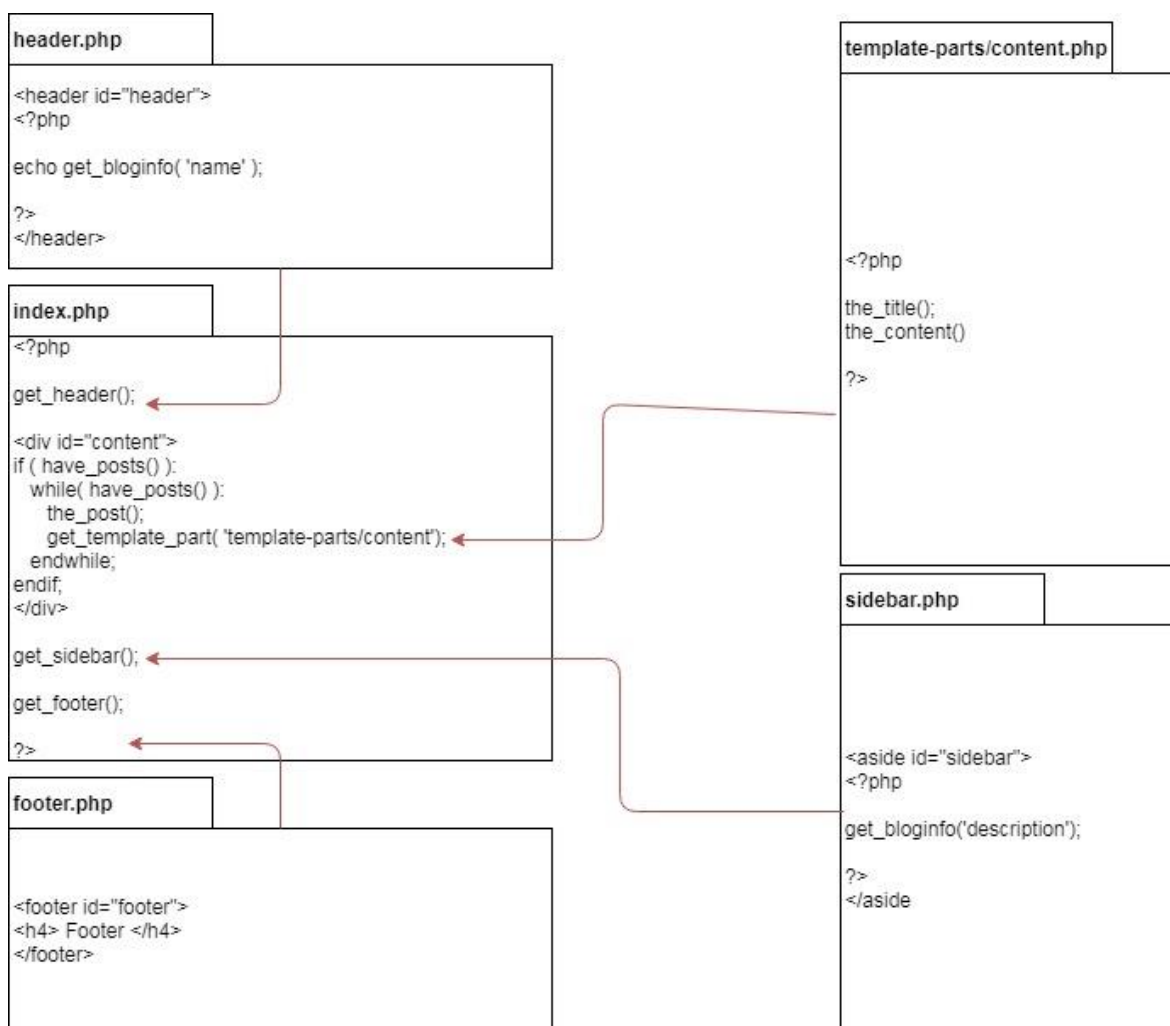 header.php
<header id="header">
<?php
echo get_bloginfo( 'name' );
?>
</header>
index.php
<?php
get_header();
<div id="content">
if ( have_posts() ):
while( have_posts() ):
the_post();
get_template_part( 'template-parts/content');
endwhile;
endif;
</div>
get_sidebar();
get_footer();
?>
footer.php
<footer id="footer">
<h4> Footer </h4>
</footer>
template-parts/content.php
<?php
the_title();
the_content()
?>
sidebar.php
<aside id="sidebar">
<?php
get_bloginfo('description');
?>
</aside